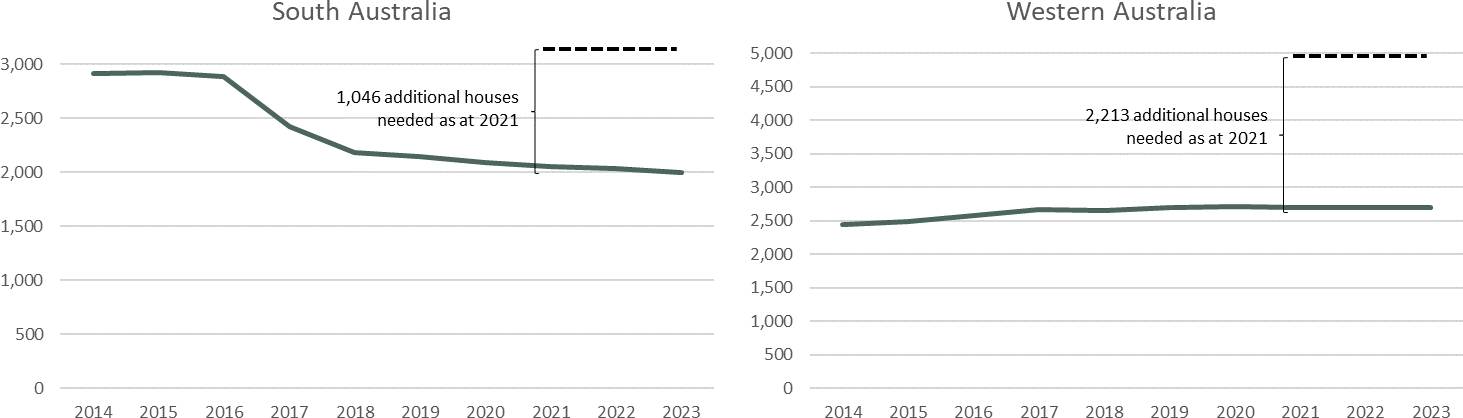 South Australia
3,000
2,500
2,000
1,500
1,000
500
0
1,046 additional houses
needed as at 2021
2014 2015 2016 2017 2018 2019 2020 2021 2022 2023
Western Australia
5,000
4,500
4,000
3,500
3,000
2,500
2,000
1,500
1,000
500
0
2,213 additional houses
needed as at 2021
2014 2015 2016 2017 2018 2019 2020 2021 2022 2023